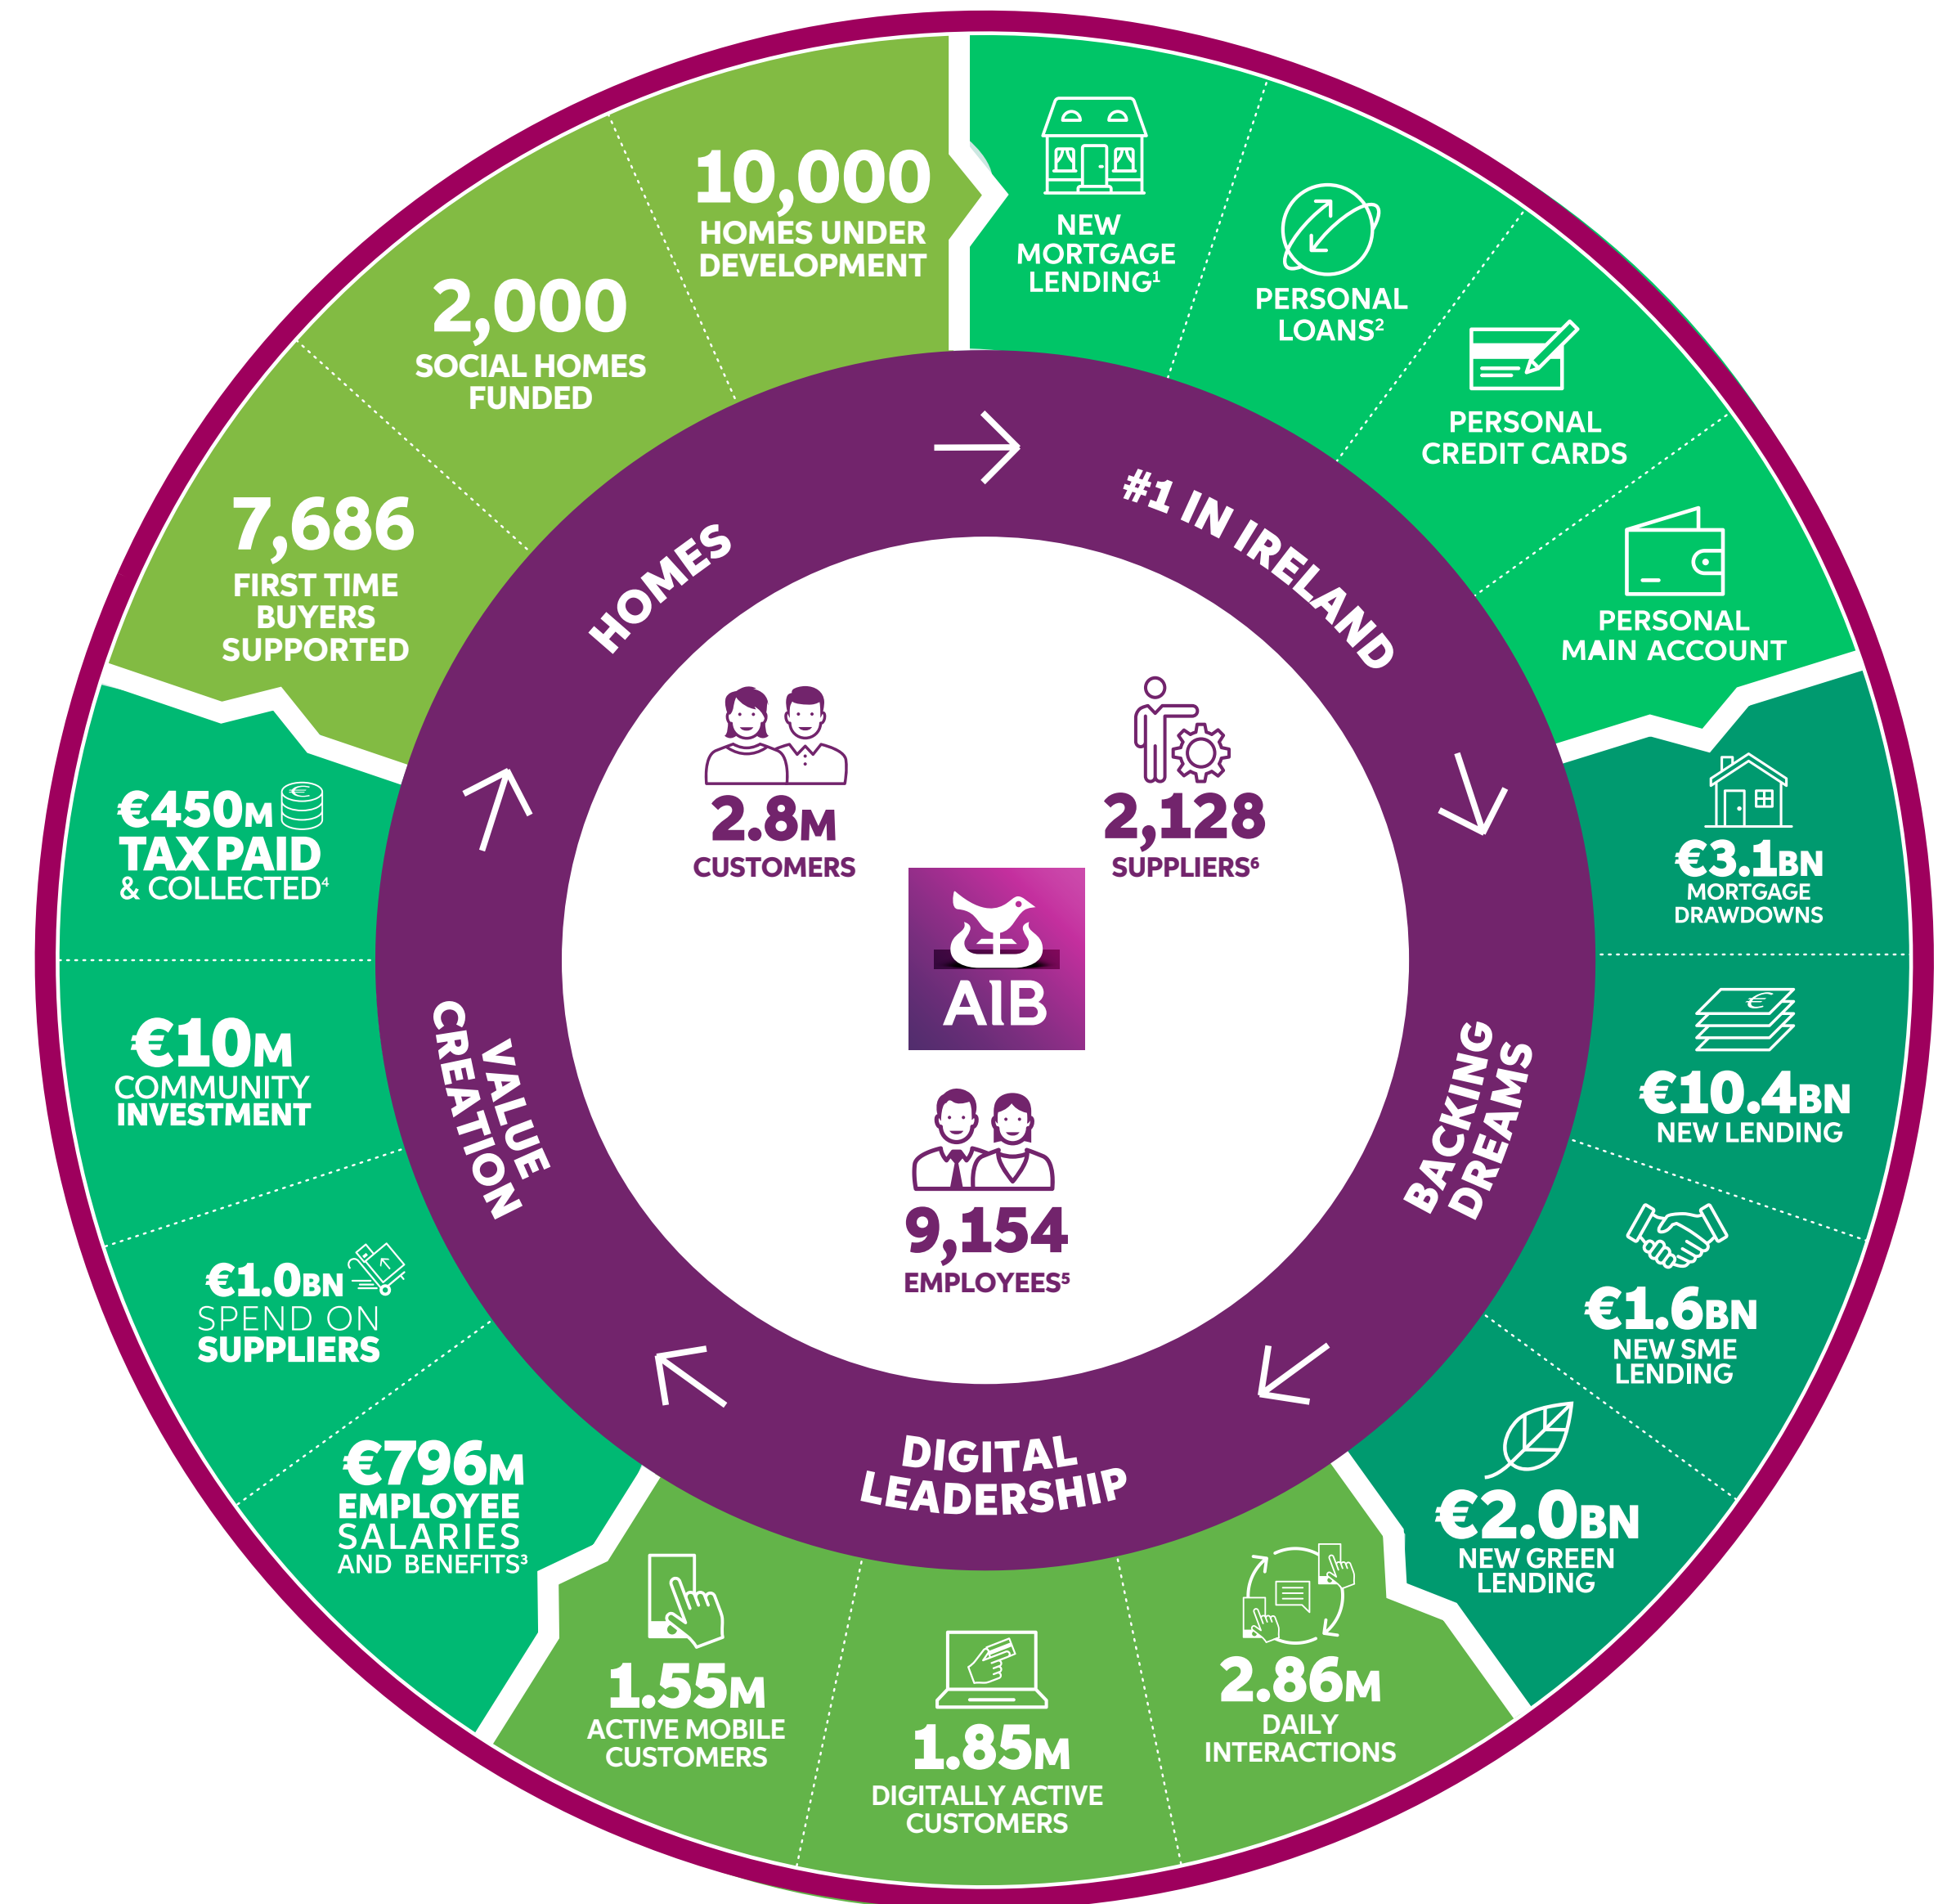 #1 IN IRELAND
NEW
MORTGAGE
LENDING¹
PERSONAL
LOANS²
PERSONAL
CREDIT CARDS
PERSONAL
MAIN ACCOUNT
BACKING
DREAMS
€3.1BN
MORTGAGE
DRAWDOWNS
€10.4BN
NEW LENDING
€1.6BN
NEW SME
LENDING
€2.0BN
NEW GREEN
LENDING
DIGITAL
LEADERSHIP
2.86M
DAILY
INTERACTIONS
1.85M
DIGITALLY ACTIVE
CUSTOMERS
1.55M
ACTIVE MOBILE
CUSTOMERS
VALUE
CREATION
€796M
EMPLOYEE
SALARIES
AND BENEFITS³
€1.0BN
SPEND ON
SUPPLIERS
€10M
COMMUNITY
INVESTMENT
€450M
TAX PAID
& COLLECTED⁴
HOMES
7,686
FIRST TIME
BUYERS
SUPPORTED
2,000
SOCIAL HOMES
FUNDED
10,000
HOMES UNDER
DEVELOPMENT
2.8M
CUSTOMERS
2,128
SUPPLIERS⁶
AIB
9,154
EMPLOYEES⁵